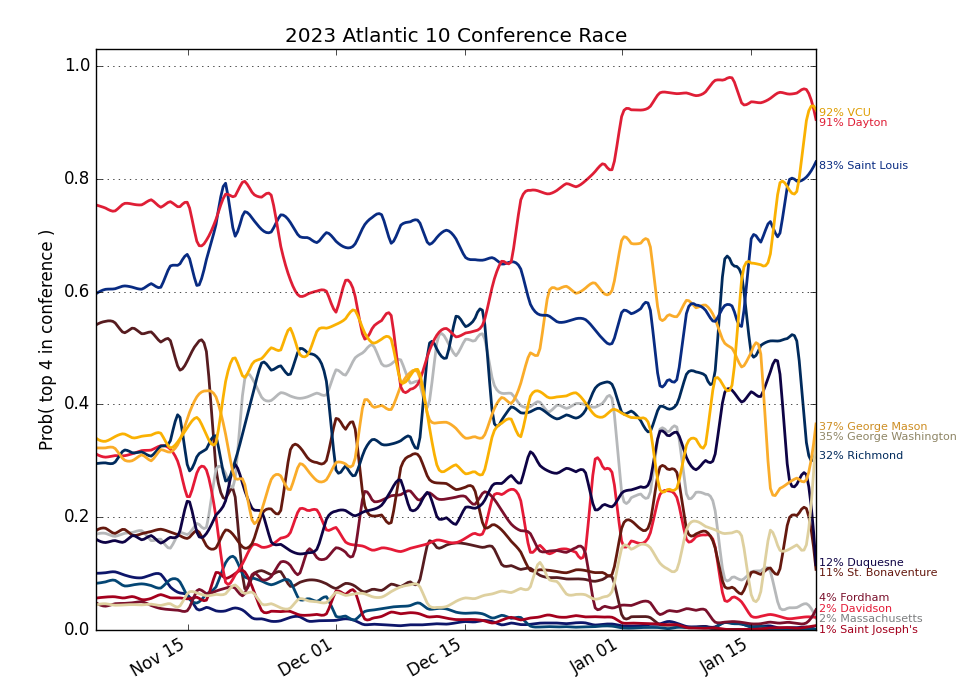 2023 Atlantic 10 Conference Race
Prob( top 4 in conference )
1.0
0.8
0.6
0.4
0.2
0.0
Nov 15
Dec 01
Dec 15
Jan 01
Jan 15
92% VCU
91% Dayton
83% Saint Louis
37% George Mason
35% George Washington
32% Richmond
12% Duquesne
11% St. Bonaventure
4% Fordham
2% Davidson
2% Massachusetts
1% Saint Joseph's